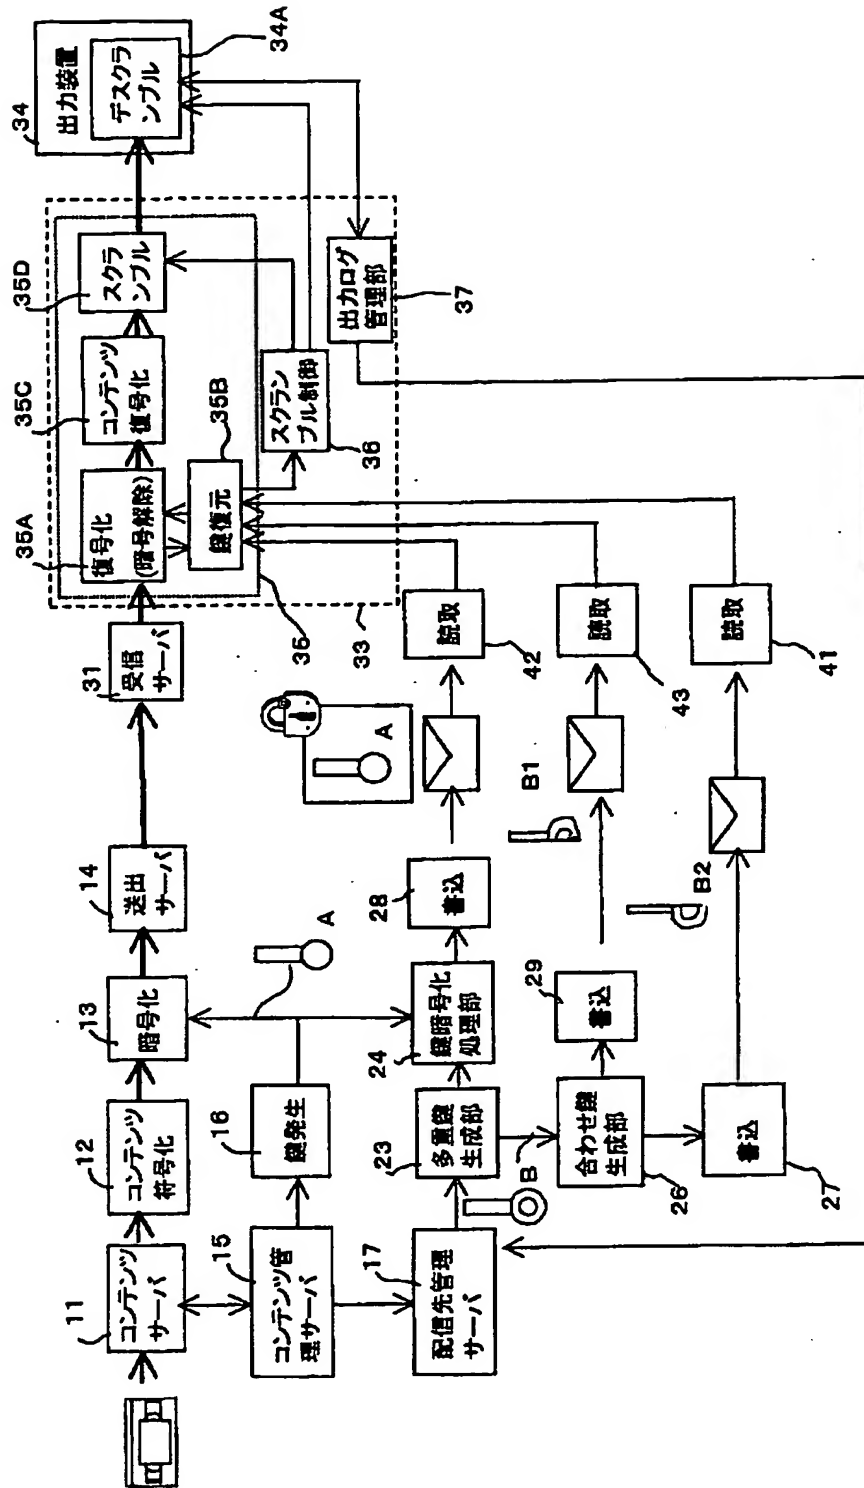 11
コンテンツ
サーバ
12
コンテンツ
符号化
13
暗号化
14
送出
サーバ
31
受信
サーバ
35A
復号化
(暗号解除)
35C
コンテンツ
復号化
35D
スクラ
ンブル
34
出力装置
デスクラ
ンブル
34A
鍵復元
35B
35
33
スクラン
ブル制御
36
出力ログ
管理部
37
15
コンテンツ管
理サーバ
16
鍵発生
A
17
配信先管理
サーバ
23
多重鍵
生成部
24
鍵暗号化
処理部
28
書込
A
読取
42
B
合わせ鍵
生成部
26
29
書込
B1
読取
43
書込
27
B2
読取
41